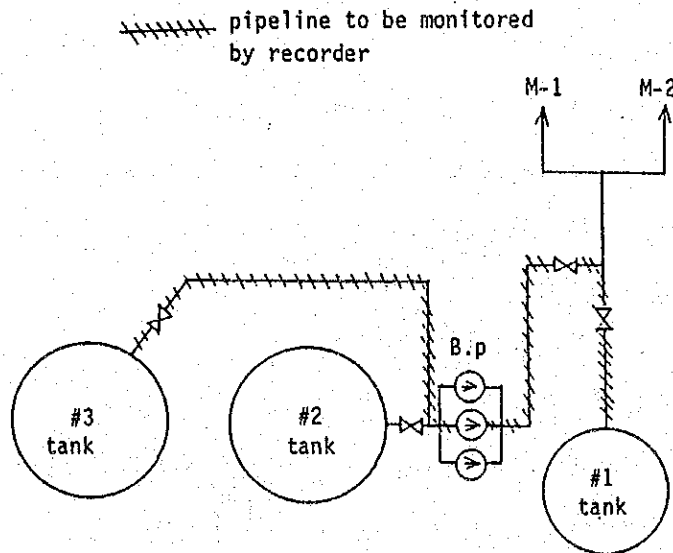 pipeline to be monitored
by recorder
M-1
M-2
B.p
#3
tank
#2
tank
#1
tank